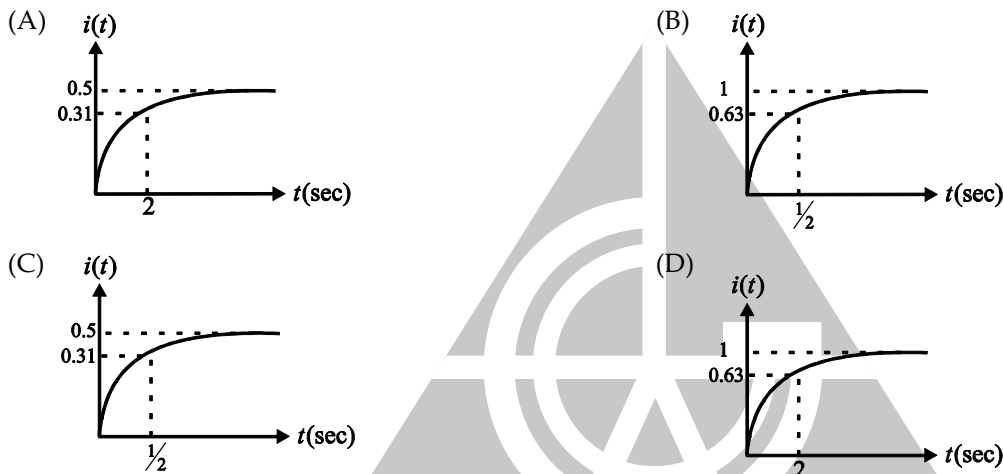 (A)
i(t)
0.5
0.31
2
t(sec)
(B)
i(t)
1
0.63
½
t(sec)
(C)
i(t)
0.5
0.31
½
t(sec)
(D)
i(t)
1
0.63
2
t(sec)